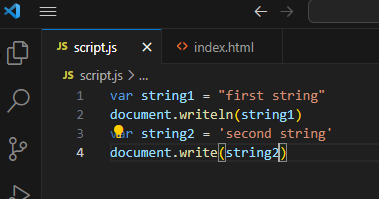 JS script.js ×
<> index.html
JS script.js > ...
1 var string1 = "first string"
2 document.writeln(string1)
3 var string2 = 'second string'
4 document.write(string2)